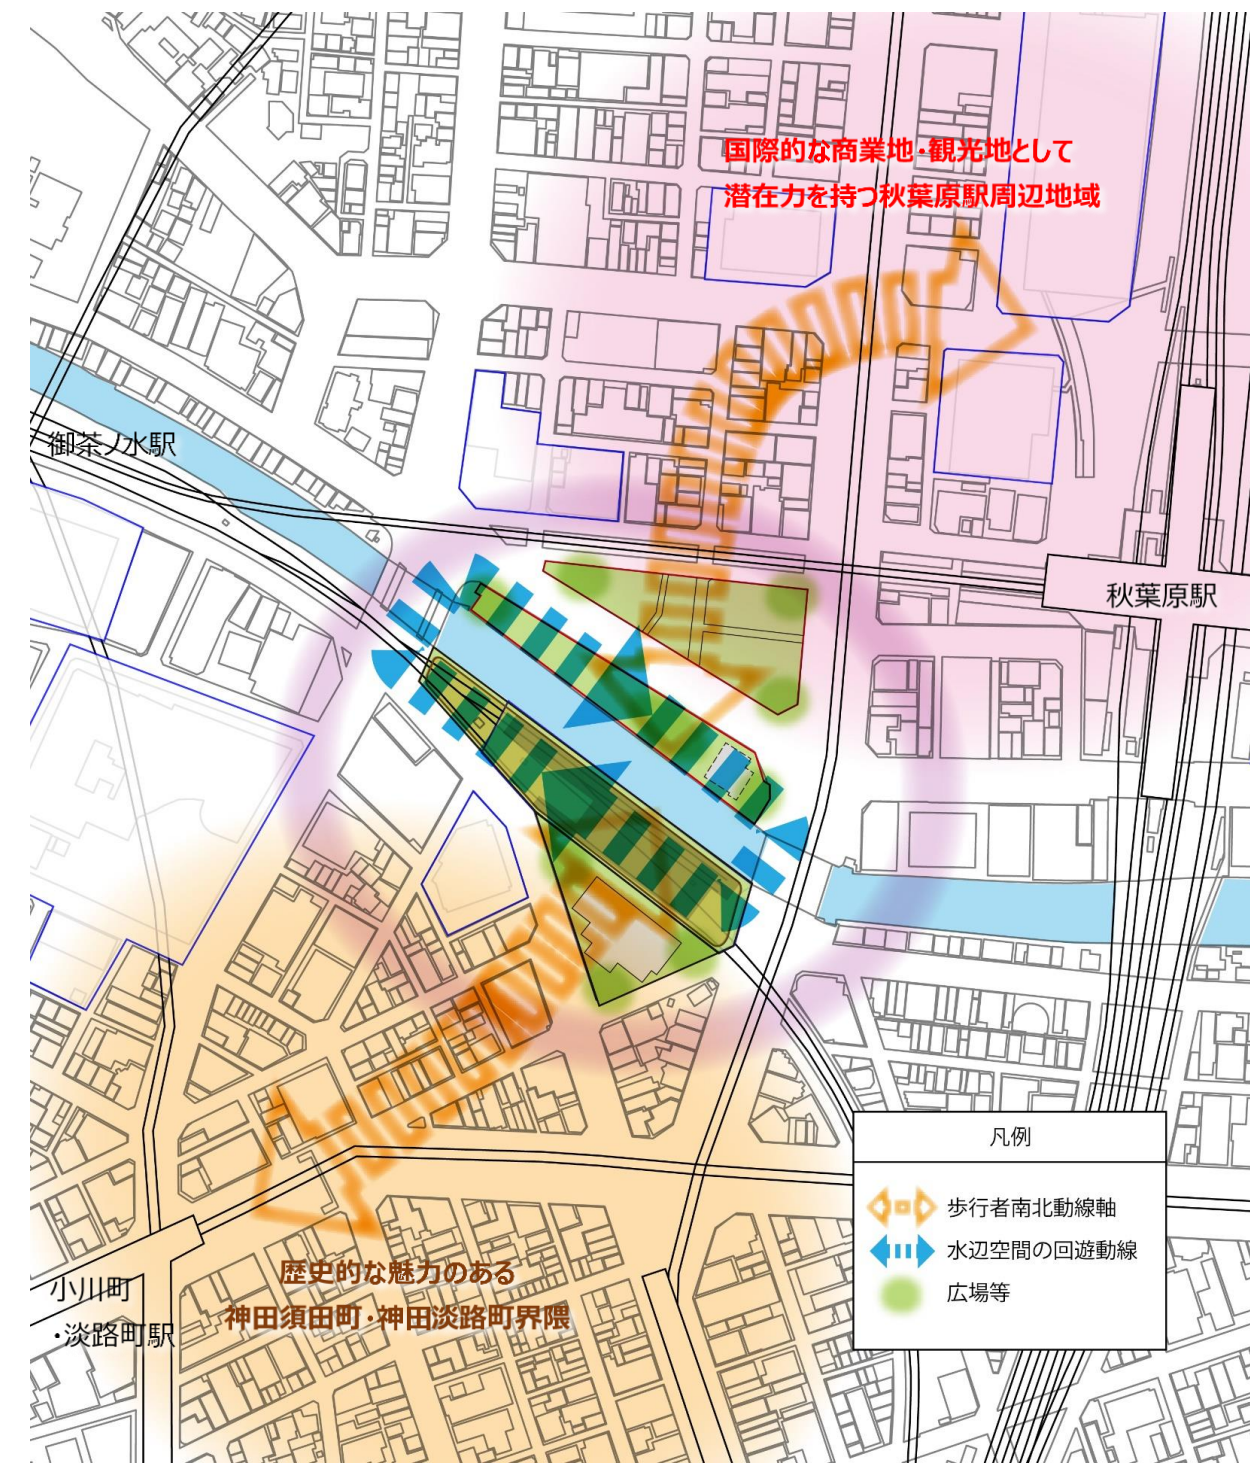 国際的な商業地・観光地として
潜在力を持つ秋葉原駅周辺地域
御茶ノ水駅
秋葉原駅
小川町
・淡路町駅
歴史的な魅力のある
神田須田町・神田淡路町界隈
凡例
歩行者南北動線軸
水辺空間の回遊動線
広場等